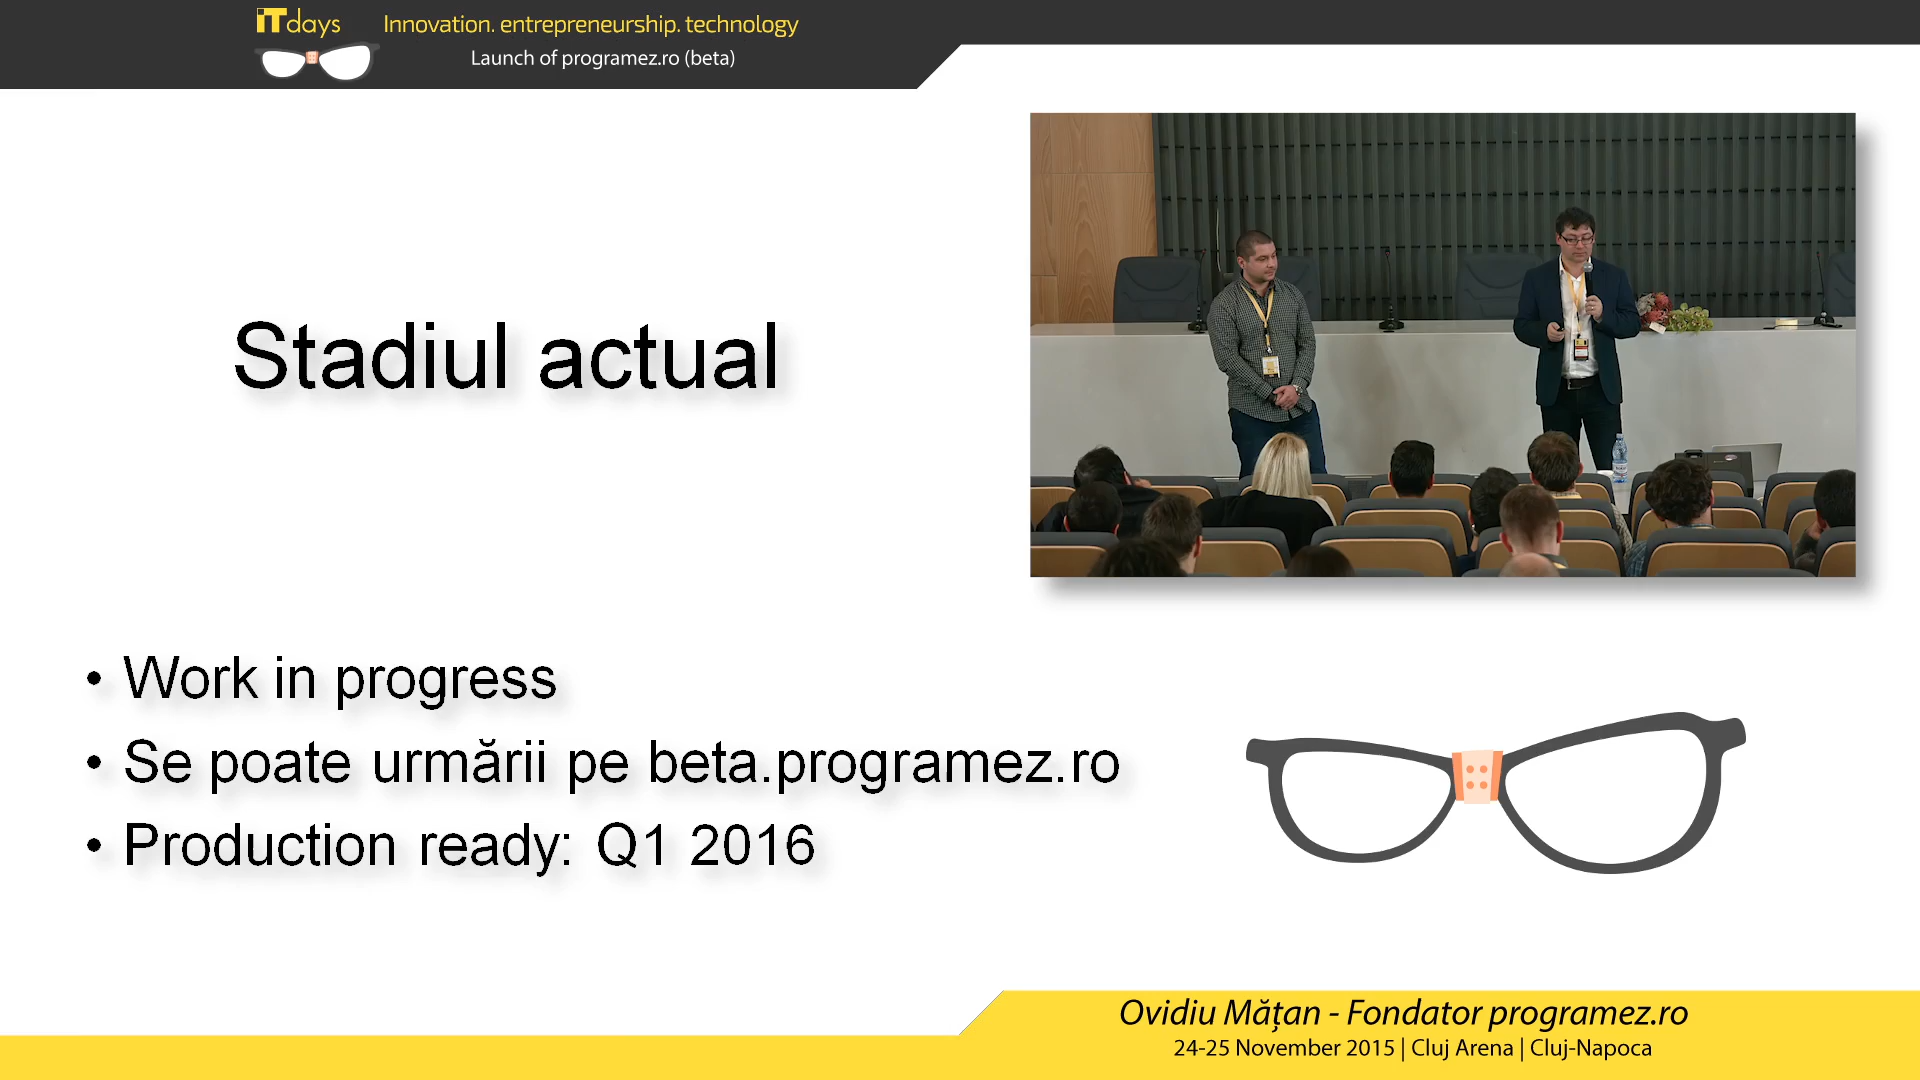 iTdays
Innovation. entrepreneurship. technology
Launch of programez.ro (beta)
Stadiul actual
• Work in progress
• Se poate urmării pe beta.programez.ro
• Production ready: Q1 2016
Ovidiu Mățan - Fondator programez.ro
24-25 November 2015 | Cluj Arena | Cluj-Napoca